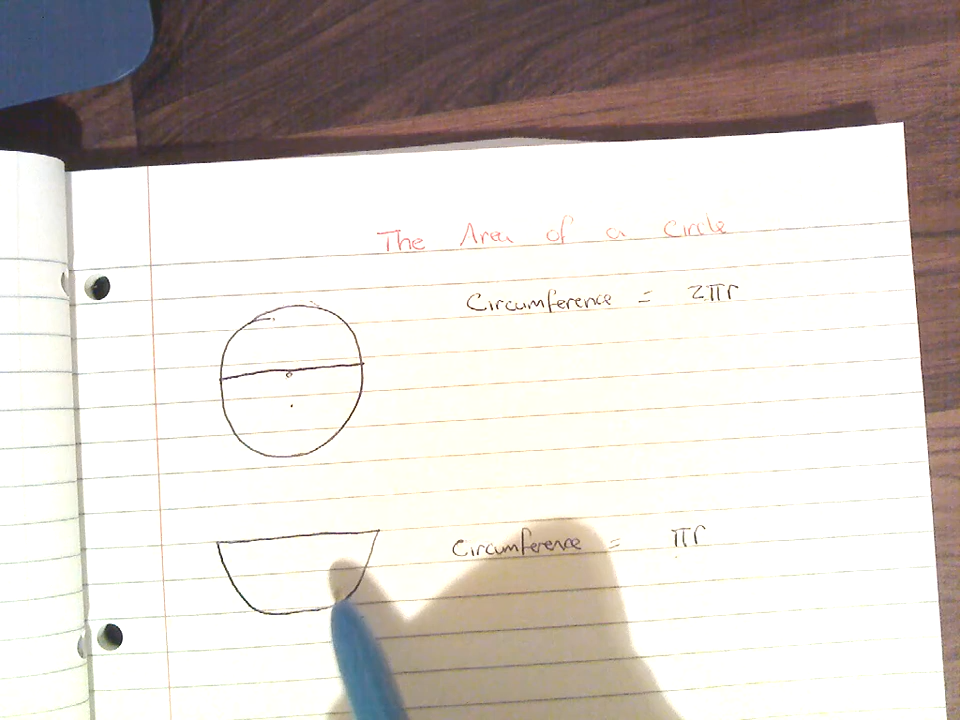 The Area of a Circle
Circumference = 2πr
Circumference = πr